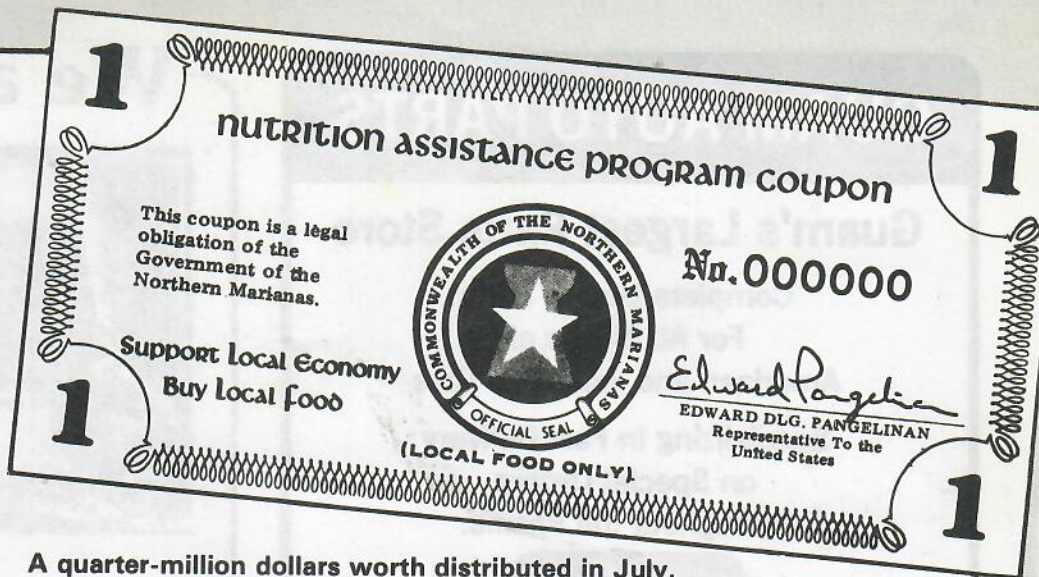 1
1
NUTRITION ASSISTANCE PROGRAM COUPON
This coupon is a legal
obligation of the
Government of the
Northern Marianas.
Support Local Economy
Buy Local Food
COMMONWEALTH OF THE NORTHERN MARIANAS
OFFICIAL SEAL
(LOCAL FOOD ONLY)
No. 000000
Edward Pangelinan
EDWARD DLG. PANGELINAN
Representative To the
United States
1
1
A quarter-million dollars worth distributed in July.